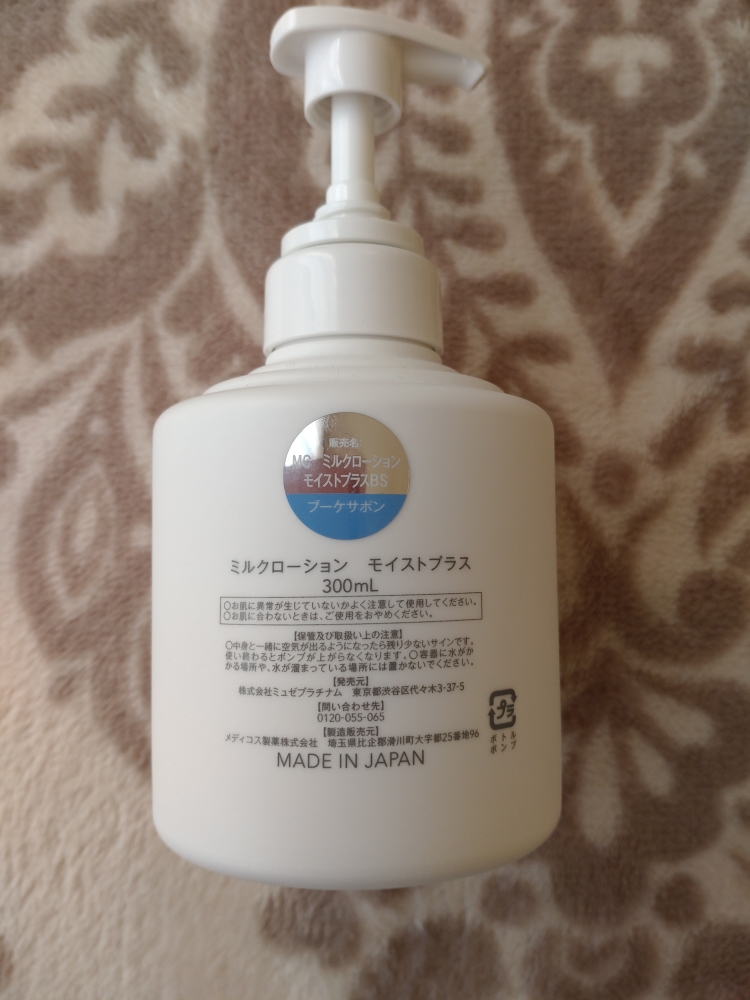 販売名:
MC ミルクローション
モイストプラスBS
ブーケサボン
ミルクローション モイストプラス
300mL
○お肌に異常が生じていないかよく注意して使用してください。
○お肌に合わないときは、ご使用をおやめください。
【保管及び取扱い上の注意】
○中身と一緒に空気が出るようになったら残り少ないサインです。
使い終わるとポンプが上がらなくなります。○容器に水がか
かる場所や、水が溜まっている場所には置かないでください。
【発売元】
株式会社ミュゼプラチナム 東京都渋谷区代々木3-37-5
【問い合わせ先】
0120-055-065
【製造販売元】
メディコス製薬株式会社 埼玉県比企郡滑川町大字都25番地96
MADE IN JAPAN
プラ
ボトル
ポンプ